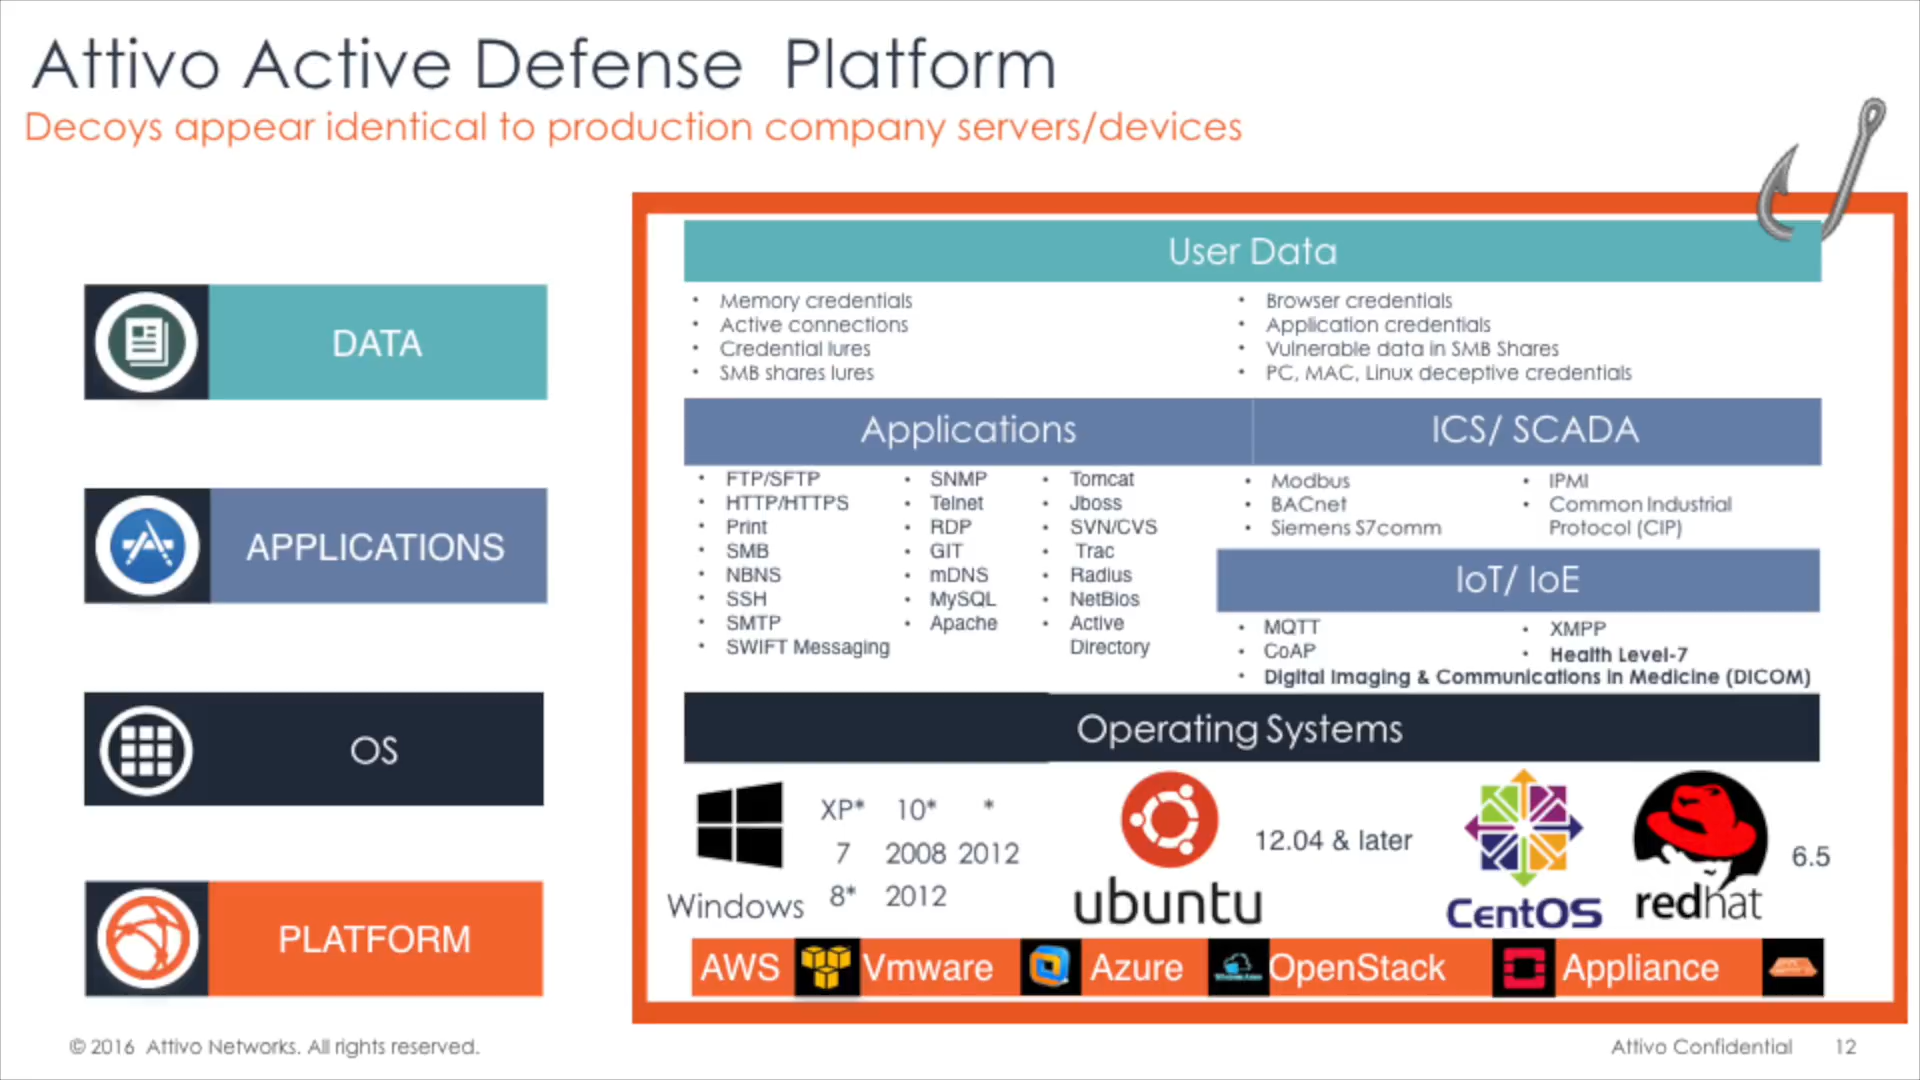 Attivo Active Defense Platform
Decoys appear identical to production company servers/devices
DATA
APPLICATIONS
OS
PLATFORM
User Data
• Memory credentials
• Active connections
• Credential lures
• SMB shares lures
• Browser credentials
• Application credentials
• Vulnerable data in SMB Shares
• PC, MAC, Linux deceptive credentials
Applications
• FTP/SFTP
• HTTP/HTTPS
• Print
• SMB
• NBNS
• SSH
• SMTP
• SWIFT Messaging
• SNMP
• Telnet
• RDP
• GIT
• mDNS
• MySQL
• Apache
• Tomcat
• Jboss
• SVN/CVS
• Trac
• Radius
• NetBios
• Active
Directory
ICS/ SCADA
• Modbus
• BACnet
• Siemens S7comm
• IPMI
• Common Industrial
Protocol (CIP)
IoT/ IoE
• MQTT
• CoAP
• XMPP
• Health Level-7
• Digital Imaging & Communications in Medicine (DICOM)
Operating Systems
Windows
XP* 10* *
7 2008 2012
8* 2012
ubuntu
12.04 & later
CentOS
redhat
6.5
AWS Vmware Azure OpenStack Appliance
© 2016 Attivo Networks. All rights reserved.
Attivo Confidential 12